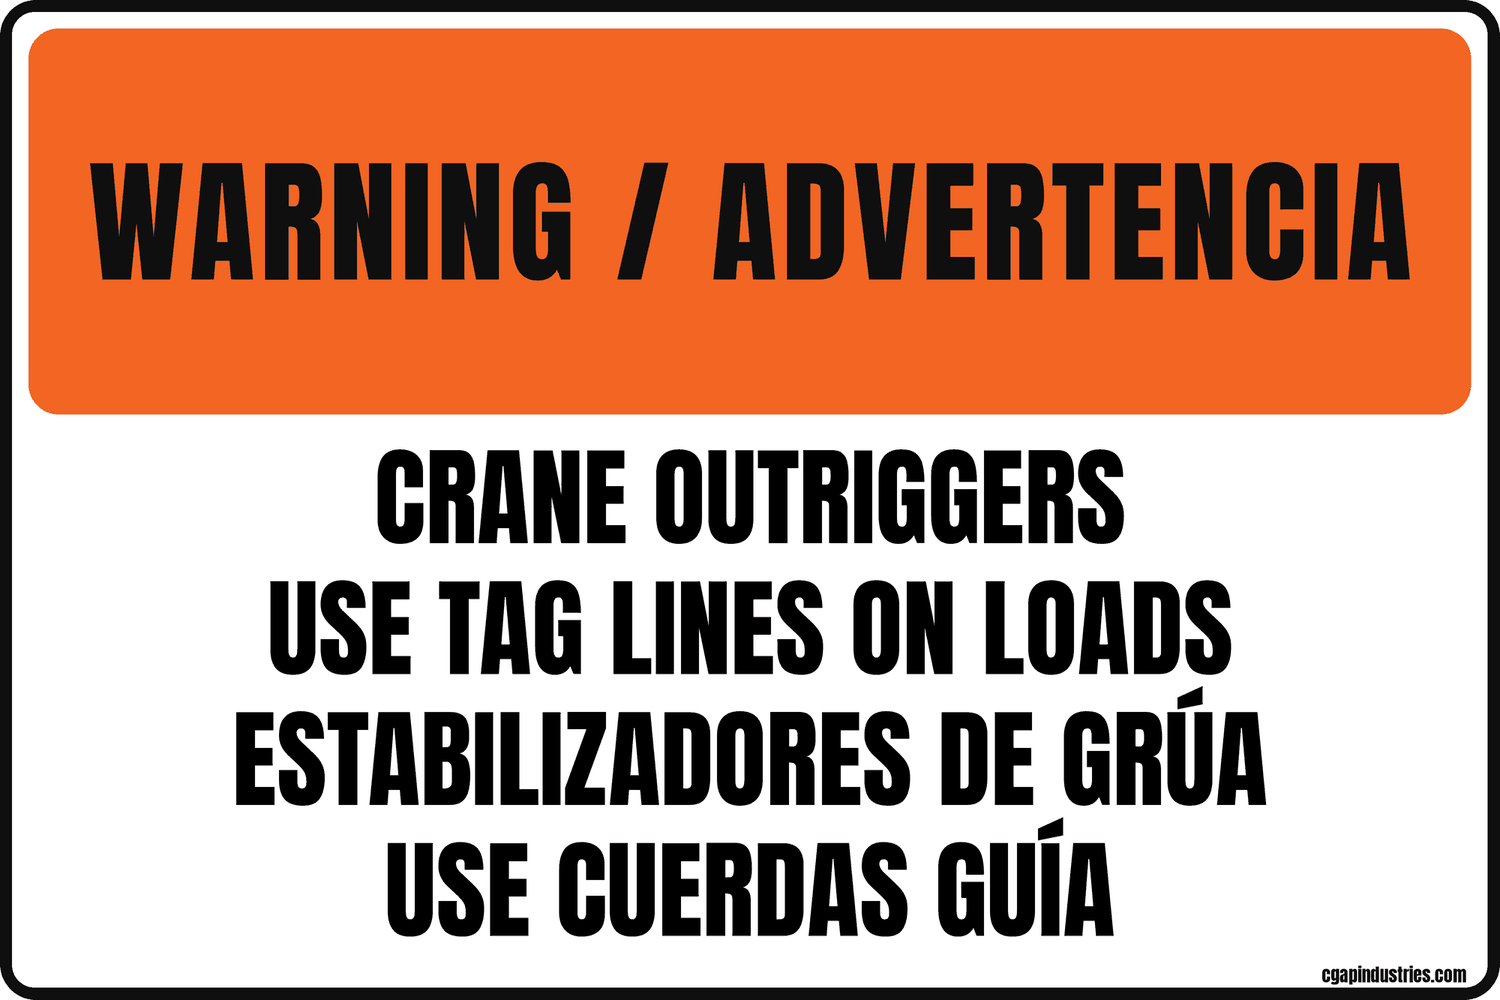 WARNING / ADVERTENCIA
CRANE OUTRIGGERS
USE TAG LINES ON LOADS
ESTABILIZADORES DE GRÚA
USE CUERDAS GUÍA
cgapindustries.com